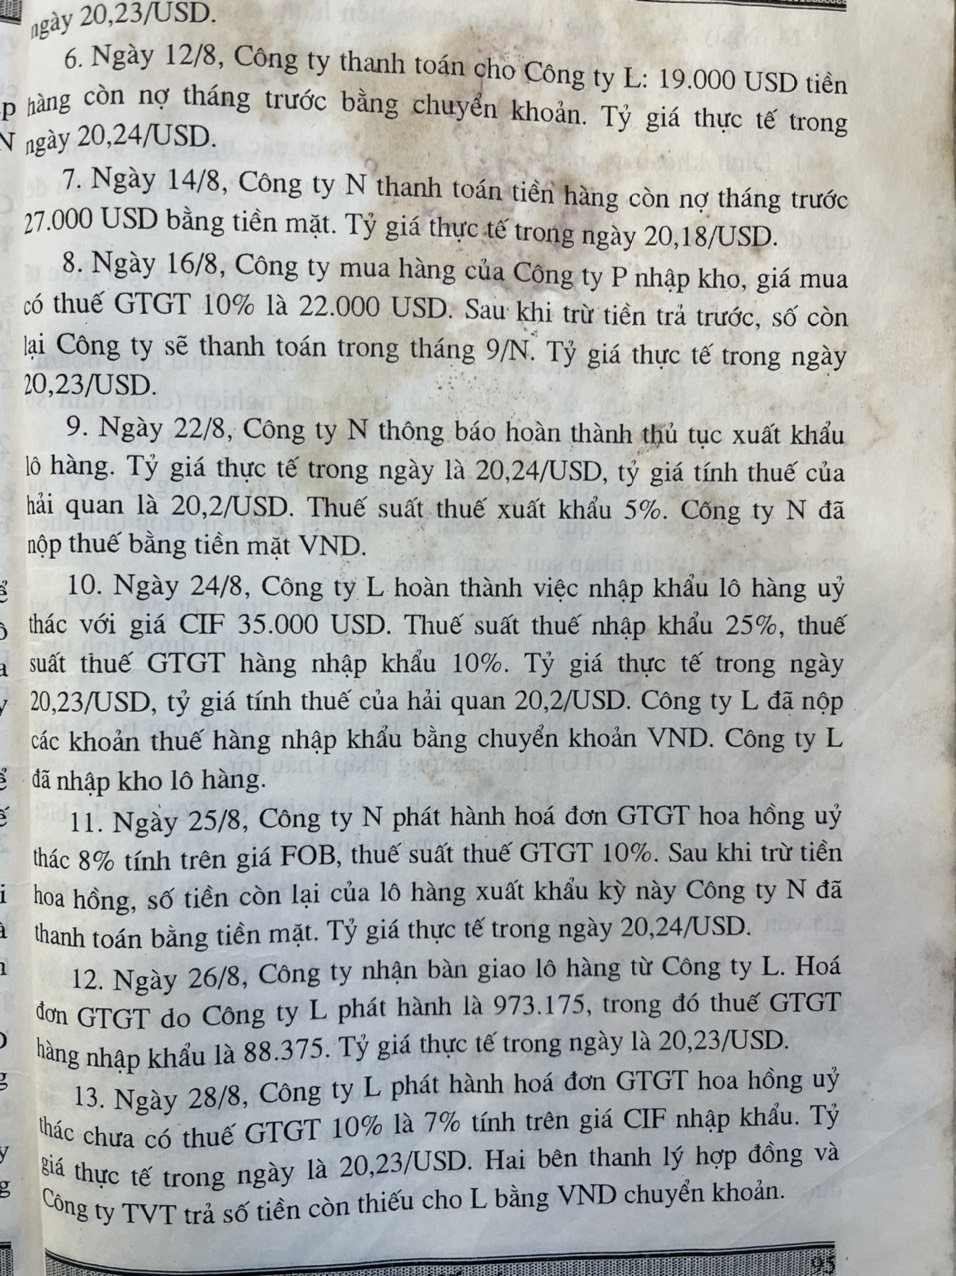 ngày 20,23/USD.
6. Ngày 12/8, Công ty thanh toán cho Công ty L: 19.000 USD tiền
p hàng còn nợ tháng trước bằng chuyển khoản. Tỷ giá thực tế trong
N ngày 20,24/USD.
7. Ngày 14/8, Công ty N thanh toán tiền hàng còn nợ tháng trước
27.000 USD bằng tiền mặt. Tỷ giá thực tế trong ngày 20,18/USD.
8. Ngày 16/8, Công ty mua hàng của Công ty P nhập kho, giá mua
có thuế GTGT 10% là 22.000 USD. Sau khi trừ tiền trả trước, số còn
lại Công ty sẽ thanh toán trong tháng 9/N. Tỷ giá thực tế trong ngày
20,23/USD.
9. Ngày 22/8, Công ty N thông báo hoàn thành thủ tục xuất khẩu
lô hàng. Tỷ giá thực tế trong ngày là 20,24/USD, tỷ giá tính thuế của
hải quan là 20,2/USD. Thuế suất thuế xuất khẩu 5%. Công ty N đã
nộp thuế bằng tiền mặt VND.
10. Ngày 24/8, Công ty L hoàn thành việc nhập khẩu lô hàng uỷ
thác với giá CIF 35.000 USD. Thuế suất thuế nhập khẩu 25%, thuế
suất thuế GTGT hàng nhập khẩu 10%. Tỷ giá thực tế trong ngày
20,23/USD, tỷ giá tính thuế của hải quan 20,2/USD. Công ty L đã nộp
các khoản thuế hàng nhập khẩu bằng chuyển khoản VND. Công ty L
đã nhập kho lô hàng.
11. Ngày 25/8, Công ty N phát hành hoá đơn GTGT hoa hồng uỷ
thác 8% tính trên giá FOB, thuế suất thuế GTGT 10%. Sau khi trừ tiền
hoa hồng, số tiền còn lại của lô hàng xuất khẩu kỳ này Công ty N đã
thanh toán bằng tiền mặt. Tỷ giá thực tế trong ngày 20,24/USD.
12. Ngày 26/8, Công ty nhận bàn giao lô hàng từ Công ty L. Hoá
đơn GTGT do Công ty L phát hành là 973.175, trong đó thuế GTGT
hàng nhập khẩu là 88.375. Tỷ giá thực tế trong ngày là 20,23/USD.
13. Ngày 28/8, Công ty L phát hành hoá đơn GTGT hoa hồng uỷ
thác chưa có thuế GTGT 10% là 7% tính trên giá CIF nhập khẩu. Tỷ
giá thực tế trong ngày là 20,23/USD. Hai bên thanh lý hợp đồng và
Công ty TVT trả số tiền còn thiếu cho L bằng VND chuyển khoản.
95